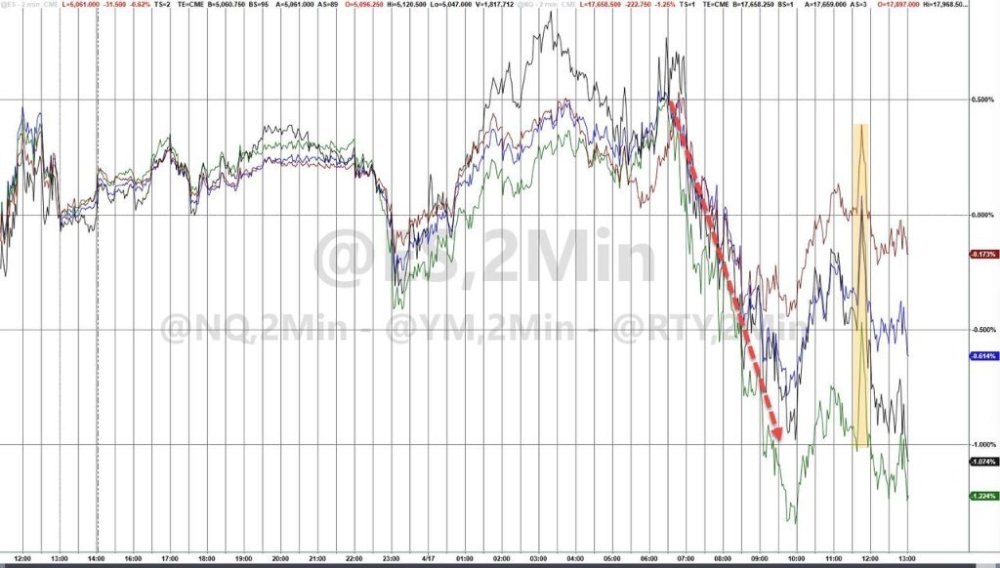 @ES - 2 min CME L=5,061.000 -31.500 -0.62% TS=2 TE=CME B=5,060.750 BS=95 A=5,061.000 AS=89 O=5,096.250 Hi=5,120.500 Lo=5,047.000 V=1,817,712 @NQ - 2 min CME L=17,658.500 -222.750 -1.25% TS=1 TE=CME B=17,658.250 BS=1 A=17,659.000 AS=3 O=17,897.000 Hi=17,968.50...
0.500%
0.000%
-0.173%
-0.500%
-0.614%
-1.000%
-1.074%
-1.224%
@ES,2Min
@NQ,2Min - @YM,2Min - @RTY,2Min
12:00 13:00 14:00 16:00 17:00 18:00 19:00 20:00 21:00 22:00 4/17 01:00 02:00 03:00 04:00 05:00 06:00 07:00 08:00 09:00 10:00 11:00 12:00 13:00